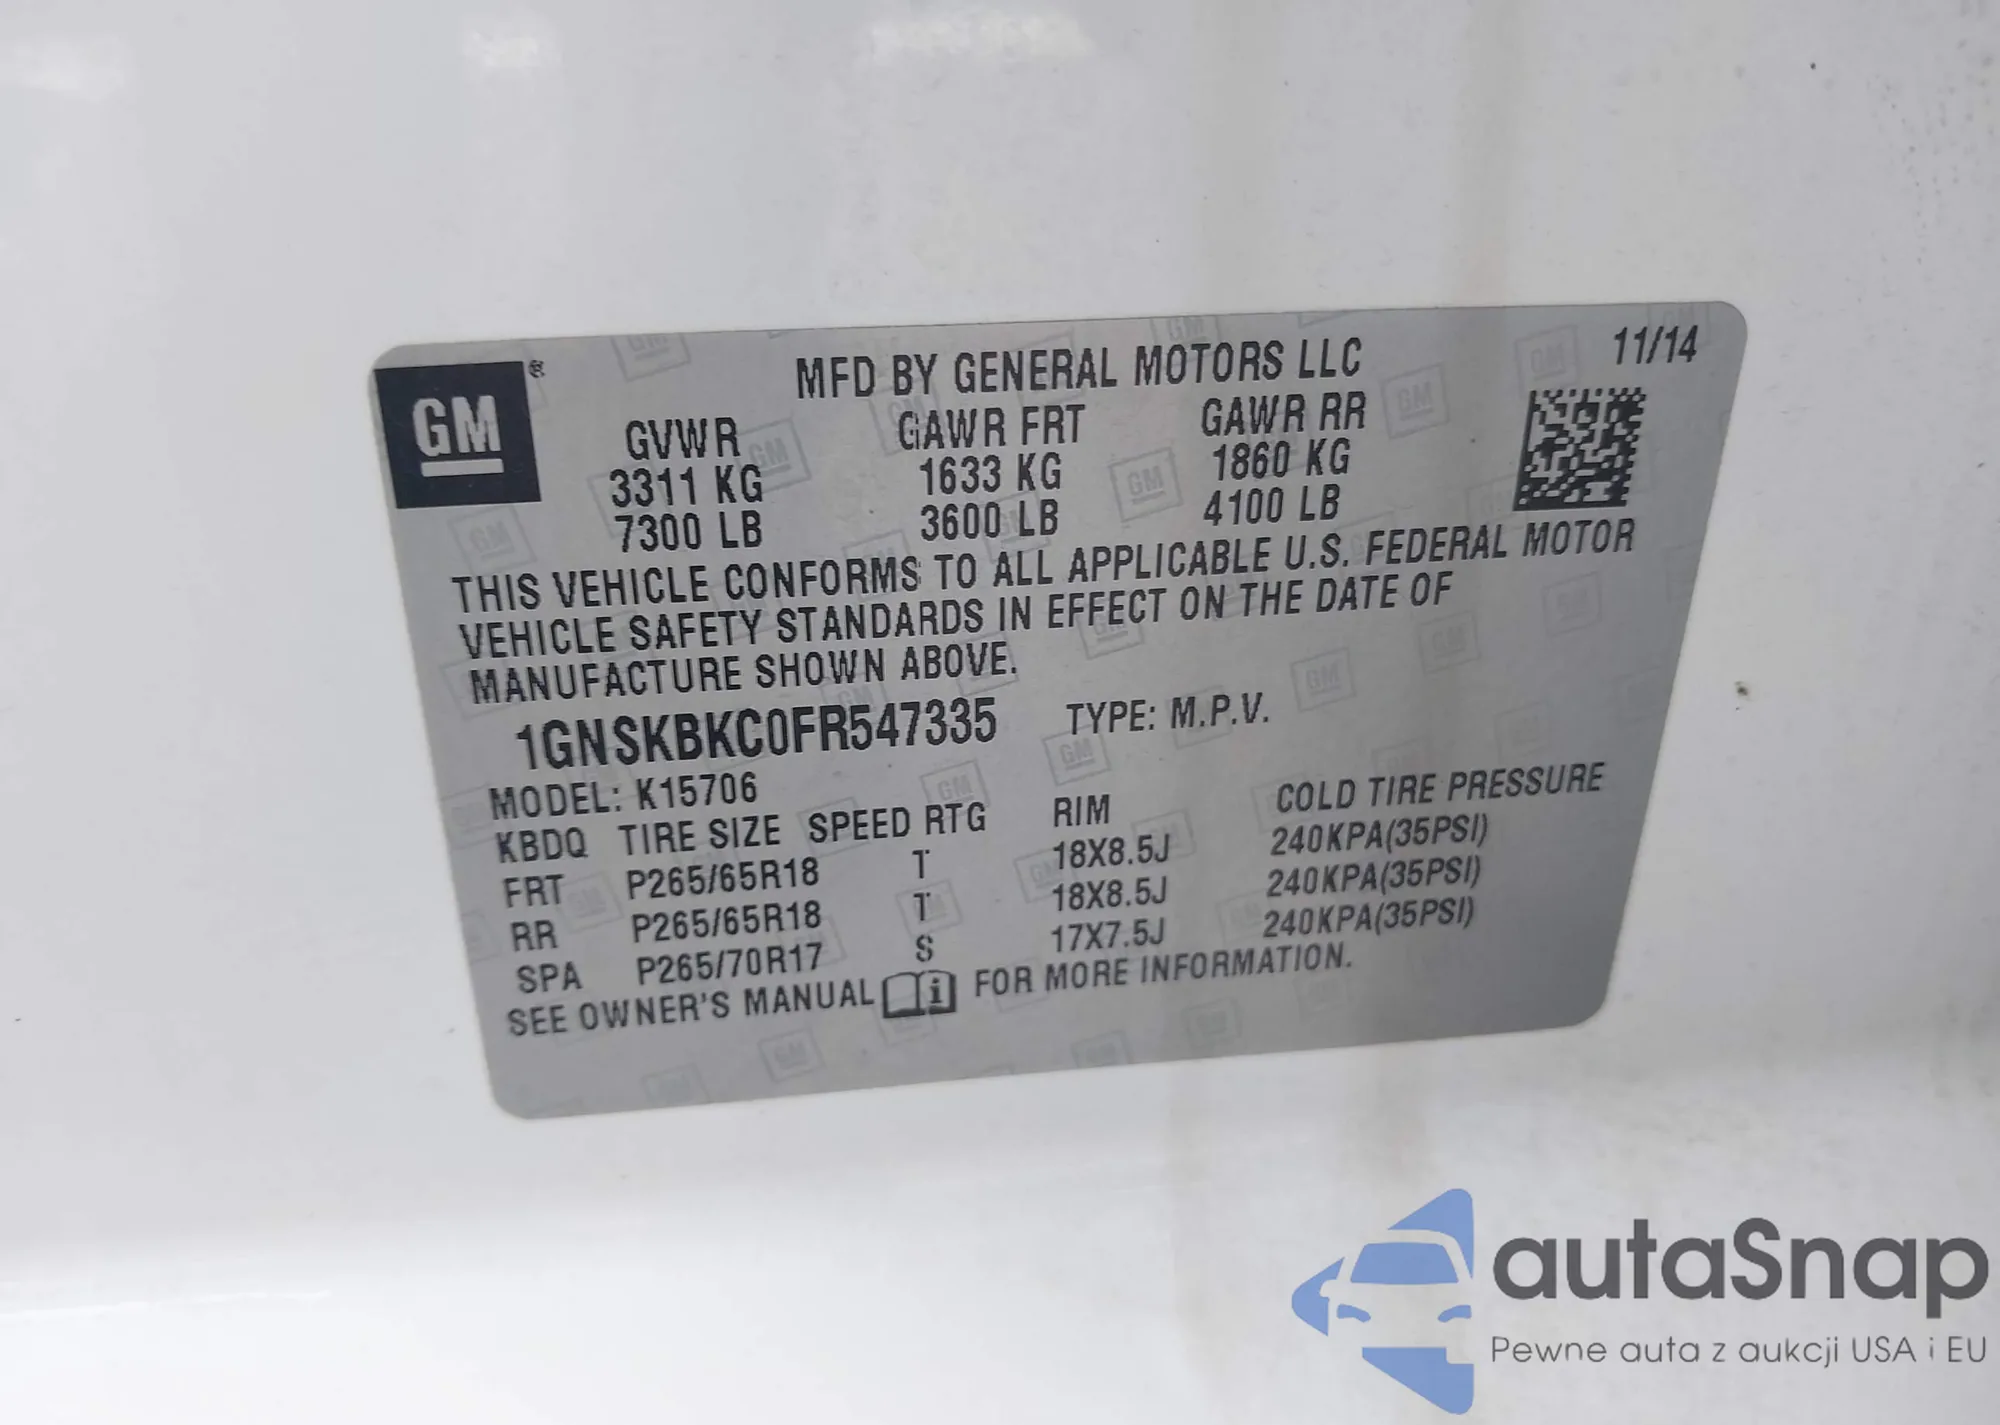 GM ®
MFD BY GENERAL MOTORS LLC 11/14
GVWR GAWR FRT GAWR RR
3311 KG 1633 KG 1860 KG
7300 LB 3600 LB 4100 LB
THIS VEHICLE CONFORMS TO ALL APPLICABLE U.S. FEDERAL MOTOR
VEHICLE SAFETY STANDARDS IN EFFECT ON THE DATE OF
MANUFACTURE SHOWN ABOVE.
1GNSKBKC0FR547335 TYPE: M.P.V.
MODEL: K15706
KBDQ TIRE SIZE SPEED RTG RIM COLD TIRE PRESSURE
FRT P265/65R18 T 18X8.5J 240KPA(35PSI)
RR P265/65R18 T 18X8.5J 240KPA(35PSI)
SPA P265/70R17 S 17X7.5J 240KPA(35PSI)
SEE OWNER'S MANUAL i FOR MORE INFORMATION.
autaSnap
Pewne auta z aukcji USA i EU